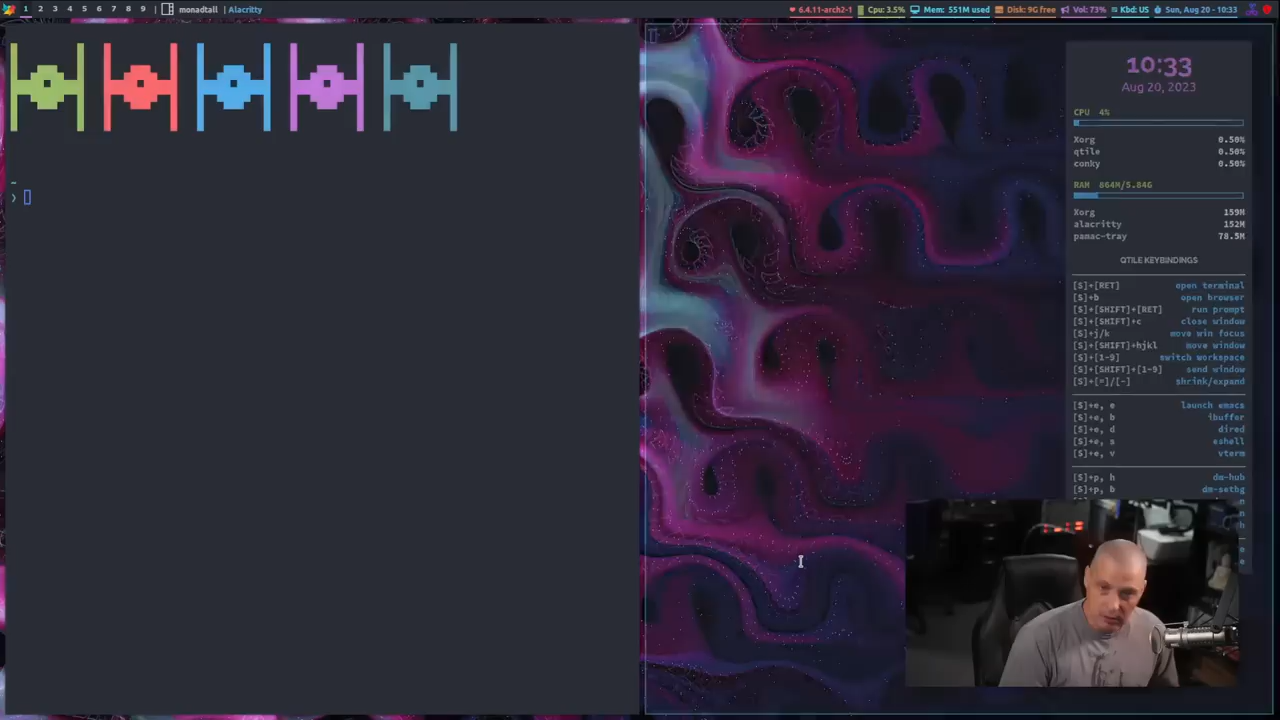 1 2 3 4 5 6 7 8 9 | monadtall | Alacritty
6.4.11-arch2-1 Cpu: 3.5% Mem: 551M used Disk: 9G free Vol: 73% Kbd: US Sun, Aug 20 - 10:33
10:33
Aug 20, 2023
CPU 4%
Xorg 0.50%
qtile 0.50%
conky 0.50%
RAM 864M/5.84G
Xorg 159M
alacritty 152M
pamac-tray 78.5M
QTILE KEYBINDINGS
[S]+[RET] open terminal
[S]+b open browser
[S]+[SHIFT]+[RET] run prompt
[S]+[SHIFT]+c close window
[S]+j/k move win focus
[S]+[SHIFT]+hjkl move window
[S]+[1-9] switch workspace
[S]+[SHIFT]+[1-9] send window
[S]+[=]/[-] shrink/expand
[S]+e, e launch emacs
[S]+e, b ibuffer
[S]+e, d dired
[S]+e, s eshell
[S]+e, v vterm
[S]+p, h dm-hub
[S]+p, b dm-setbg